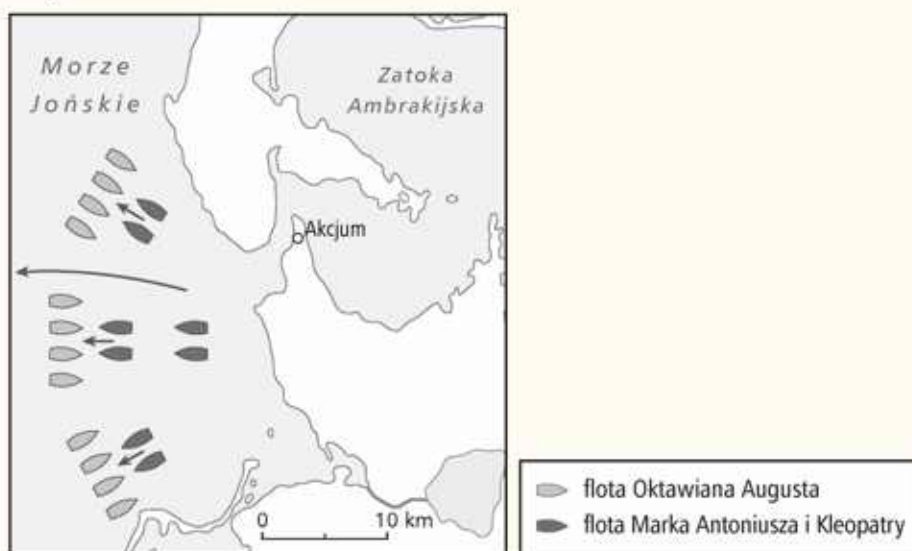 Morze
Jońskie
Zatoka
Ambrakijska
Akcjum
0 10 km
flota Oktawiana Augusta
flota Marka Antoniusza i Kleopatry